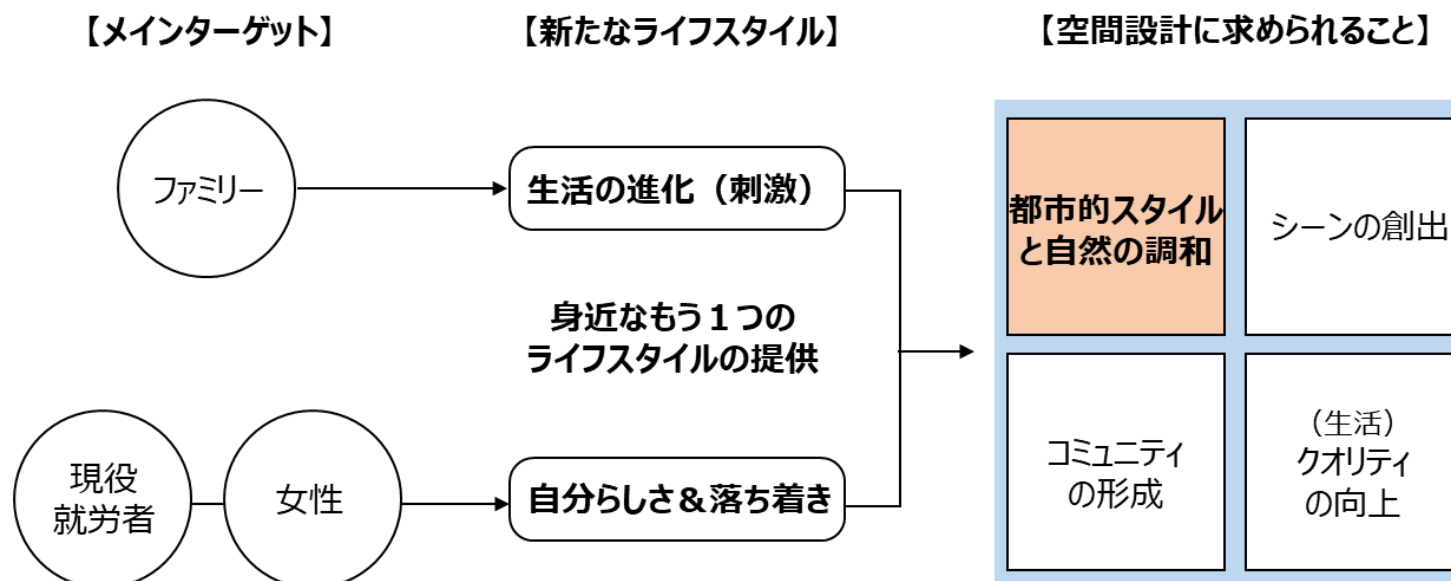 【メインターゲット】
【新たなライフスタイル】
【空間設計に求められること】
ファミリー
生活の進化（刺激）
身近なもう１つの
ライフスタイルの提供
現役
就労者
女性
自分らしさ＆落ち着き
都市的スタイル
と自然の調和
シーンの創出
コミュニティ
の形成
（生活）
クオリティ
の向上